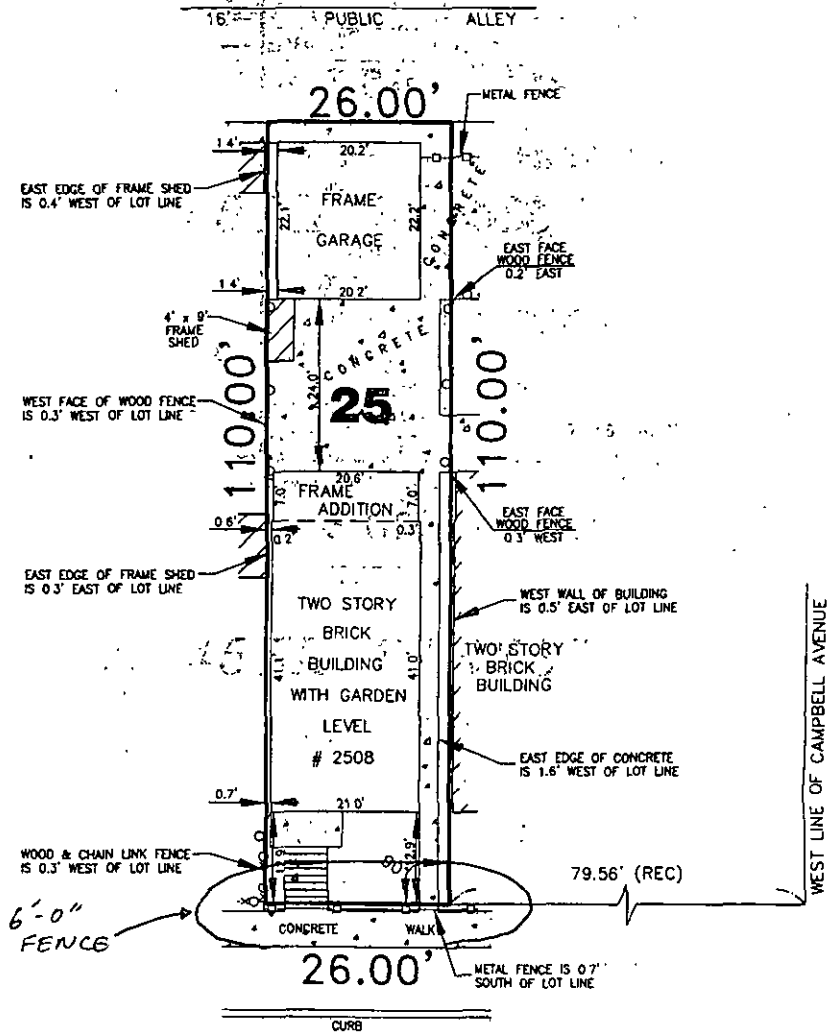 16' PUBLIC ALLEY
26.00'
METAL FENCE
1 4' 20.2'
EAST EDGE OF FRAME SHED
IS 0.4' WEST OF LOT LINE
FRAME
GARAGE
22.1'
22.2'
CONCRETE
EAST FACE
WOOD FENCE
0.2' EAST
1 4' 20 2'
4' x 9'
FRAME
SHED
CONCRETE
24.0'
25
110.00'
110.00'
WEST FACE OF WOOD FENCE
IS 0.3' WEST OF LOT LINE
20.6'
FRAME
ADDITION
7.0'
7.0'
EAST FACE
WOOD FENCE
0 3' WEST
0 6'
0.2'
0.3'
EAST EDGE OF FRAME SHED
IS 0 3' EAST OF LOT LINE
WEST WALL OF BUILDING
IS 0.5' EAST OF LOT LINE
TWO STORY
BRICK
BUILDING
WITH GARDEN
LEVEL
# 2508
41.1'
41.0'
TWO STORY
BRICK
BUILDING
EAST EDGE OF CONCRETE
IS 1.6' WEST OF LOT LINE
WEST LINE OF CAMPBELL AVENUE
0.7' 21 0'
12.9'
WOOD & CHAIN LINK FENCE
IS 0.3' WEST OF LOT LINE
79.56' (REC)
6'-0"
FENCE
CONCRETE WALK
26.00'
METAL FENCE IS 0 7'
SOUTH OF LOT LINE
CURB